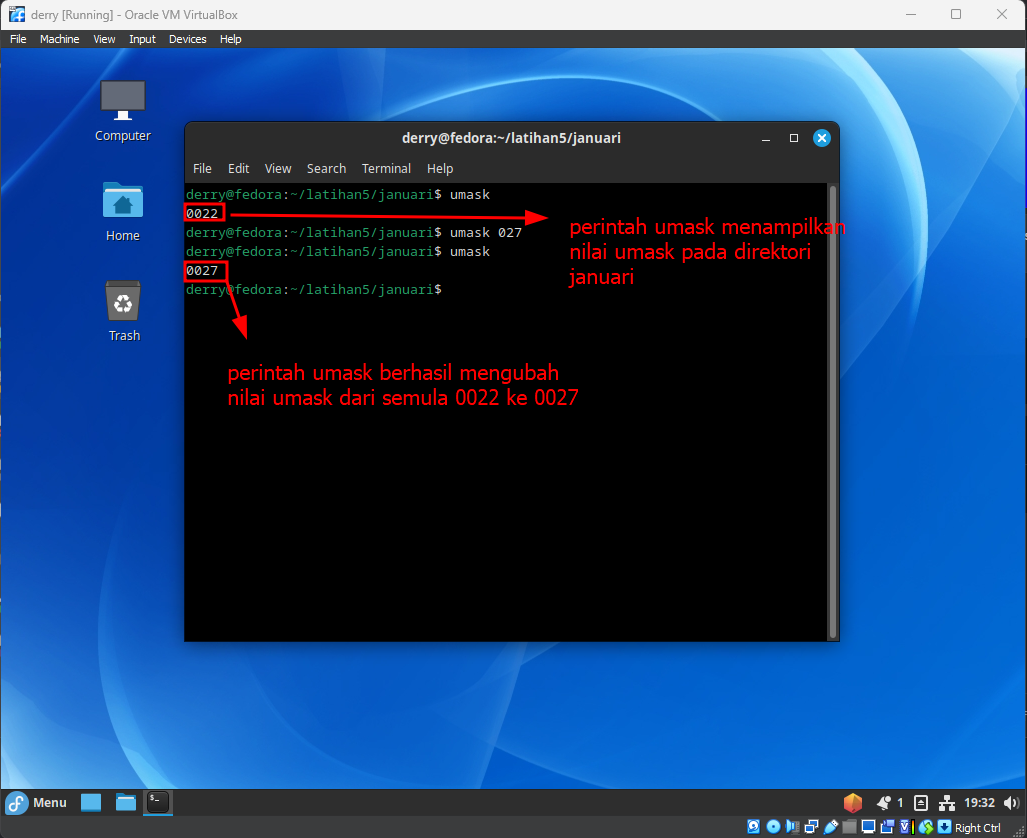 derry [Running] - Oracle VM VirtualBox
File Machine View Input Devices Help
Computer
Home
Trash
derry@fedora:~/latihan5/januari
File Edit View Search Terminal Help
derry@fedora:~/latihan5/januari$ umask
0022
derry@fedora:~/latihan5/januari$ umask 027
derry@fedora:~/latihan5/januari$ umask
0027
derry@fedora:~/latihan5/januari$
perintah umask menampilkan
nilai umask pada direktori
januari
perintah umask berhasil mengubah
nilai umask dari semula 0022 ke 0027
Menu
1
19:32
Right Ctrl